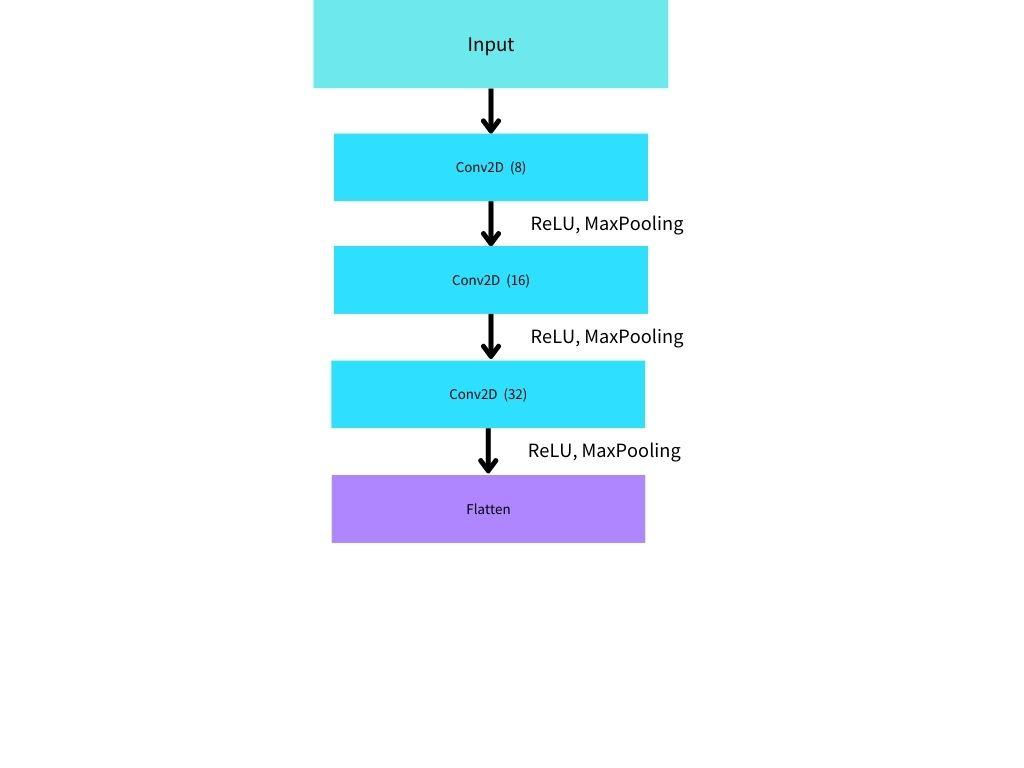 Input
Conv2D (8)
ReLU, MaxPooling
Conv2D (16)
ReLU, MaxPooling
Conv2D (32)
ReLU, MaxPooling
Flatten